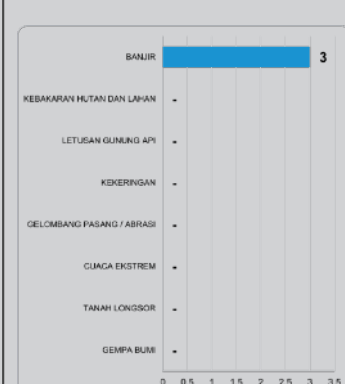 BANJIR 3
KEBAKARAN HUTAN DAN LAHAN -
LETUSAN GUNUNG API -
KEKERINGAN -
GELOMBANG PASANG / ABRASI -
CUACA EKSTREM -
TANAH LONGSOR -
GEMPA BUMI -
0 0.5 1 1.5 2 2.5 3 3.5